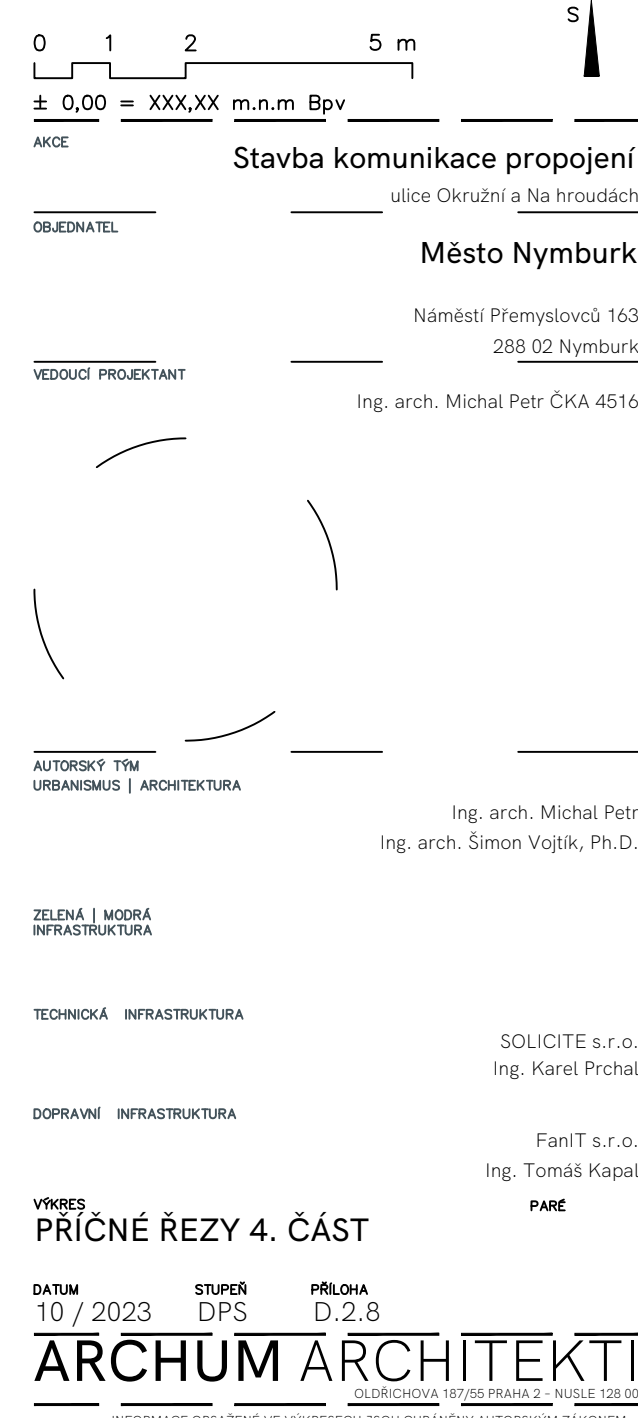 S
0 1 2 5 m
± 0,00 = XXX,XX m.n.m Bpv
AKCE
Stavba komunikace propojení
ulice Okružní a Na hroudách
OBJEDNATEL
Město Nymburk
Náměstí Přemyslovců 163
288 02 Nymburk
VEDOUCÍ PROJEKTANT
Ing. arch. Michal Petr ČKA 4516
AUTORSKÝ TÝM
URBANISMUS | ARCHITEKTURA
Ing. arch. Michal Petr
Ing. arch. Šimon Vojtík, Ph.D.
ZELENÁ | MODRÁ
INFRASTRUKTURA
TECHNICKÁ INFRASTRUKTURA
SOLICITE s.r.o.
Ing. Karel Prchal
DOPRAVNÍ INFRASTRUKTURA
FanIT s.r.o.
Ing. Tomáš Kapal
VÝKRES PARÉ
PŘÍČNÉ ŘEZY 4. ČÁST
DATUM STUPEŇ PŘÍLOHA
10 / 2023 DPS D.2.8
ARCHUM ARCHITEKTI
OLDŘICHOVA 187/55 PRAHA 2 – NUSLE 128 00